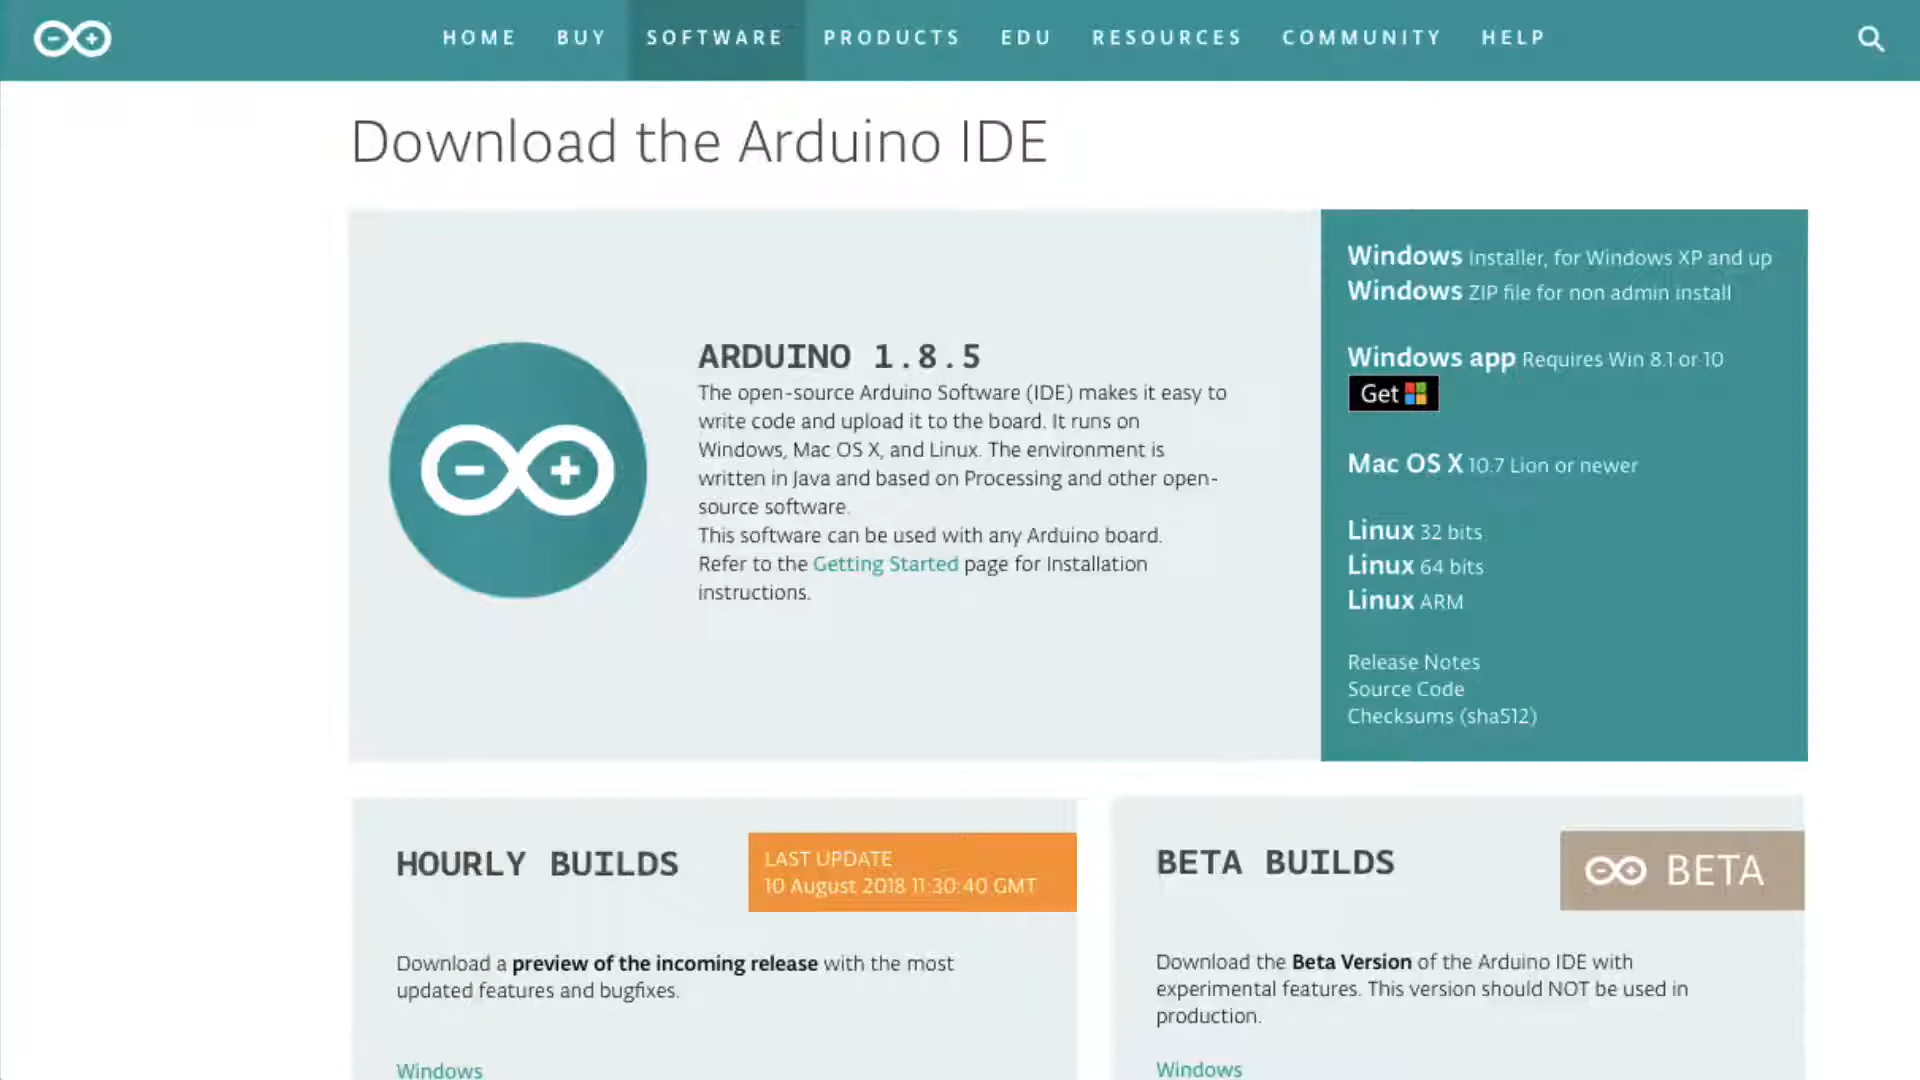 HOME BUY SOFTWARE PRODUCTS EDU RESOURCES COMMUNITY HELP
Download the Arduino IDE
ARDUINO 1.8.5
The open-source Arduino Software (IDE) makes it easy to
write code and upload it to the board. It runs on
Windows, Mac OS X, and Linux. The environment is
written in Java and based on Processing and other open-
source software.
This software can be used with any Arduino board.
Refer to the Getting Started page for Installation
instructions.
Windows Installer, for Windows XP and up
Windows ZIP file for non admin install
Windows app Requires Win 8.1 or 10
Get
Mac OS X 10.7 Lion or newer
Linux 32 bits
Linux 64 bits
Linux ARM
Release Notes
Source Code
Checksums (sha512)
HOURLY BUILDS
LAST UPDATE
10 August 2018 11:30:40 GMT
Download a preview of the incoming release with the most
updated features and bugfixes.
Windows
BETA BUILDS
BETA
Download the Beta Version of the Arduino IDE with
experimental features. This version should NOT be used in
production.
Windows